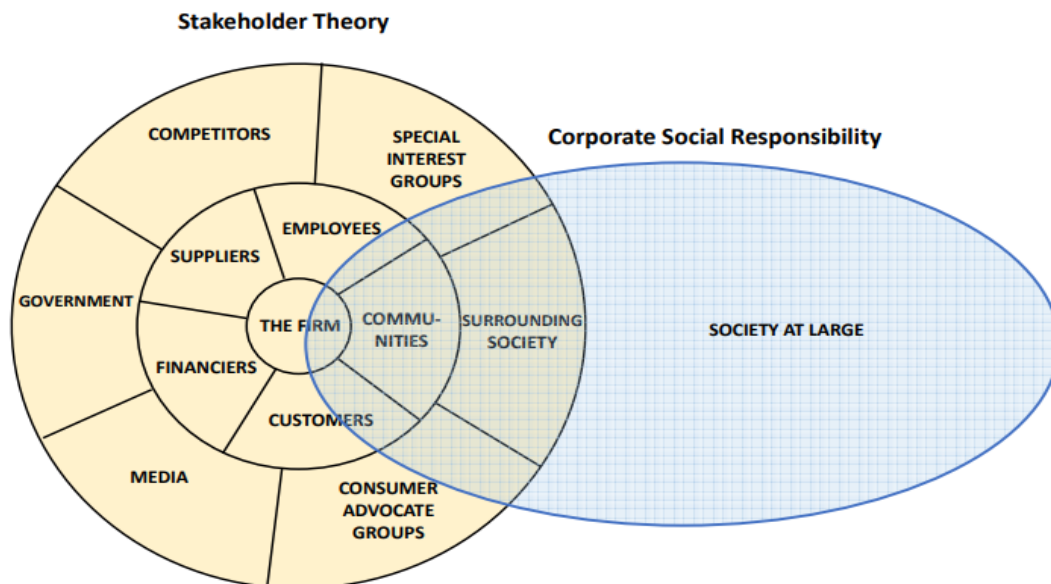 Stakeholder Theory
COMPETITORS
SPECIAL
INTEREST
GROUPS
Corporate Social Responsibility
EMPLOYEES
SUPPLIERS
GOVERNMENT
THE FIRM
COMMU-
NITIES
SURROUNDING
SOCIETY
SOCIETY AT LARGE
FINANCIERS
CUSTOMERS
MEDIA
CONSUMER
ADVOCATE
GROUPS